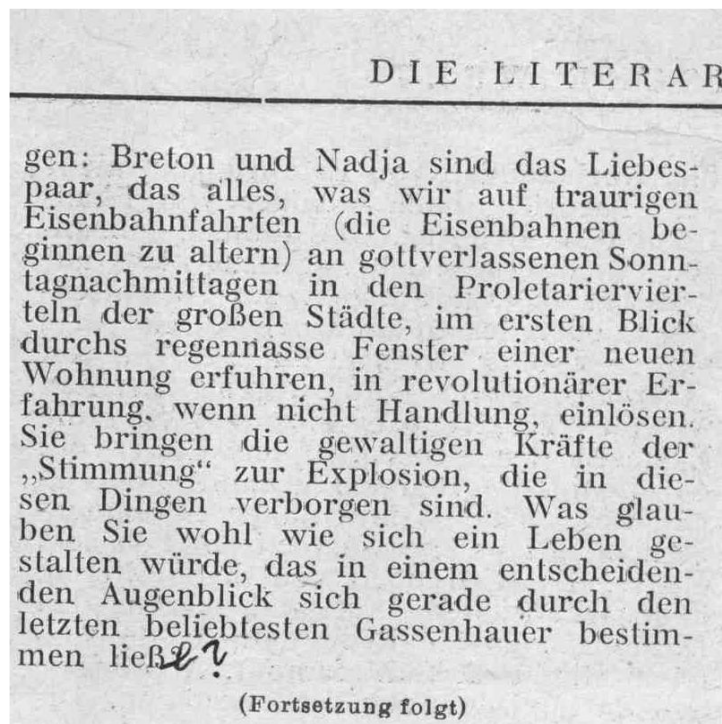 DIE LITERAR
gen: Breton und Nadja sind das Liebes-
paar, das alles, was wir auf traurigen
Eisenbahnfahrten (die Eisenbahnen be-
ginnen zu altern) an gottverlassenen Sonn-
tagnachmittagen in den Proletariervier-
teln der großen Städte, im ersten Blick
durchs regennasse Fenster einer neuen
Wohnung erfuhren, in revolutionärer Er-
fahrung, wenn nicht Handlung, einlösen.
Sie bringen die gewaltigen Kräfte der
„Stimmung“ zur Explosion, die in die-
sen Dingen verborgen sind. Was glau-
ben Sie wohl wie sich ein Leben ge-
stalten würde, das in einem entscheiden-
den Augenblick sich gerade durch den
letzten beliebtesten Gassenhauer bestim-
men ließe?
(Fortsetzung folgt)